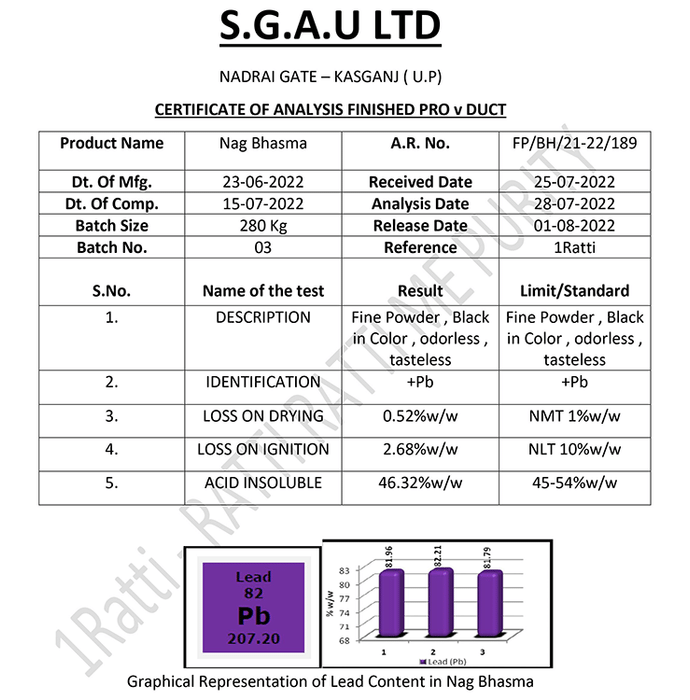 S.G.A.U LTD
NADRAI GATE – KASGANJ ( U.P)
CERTIFICATE OF ANALYSIS FINISHED PRO v DUCT
Product Name Nag Bhasma A.R. No. FP/BH/21-22/189
Dt. Of Mfg. 23-06-2022 Received Date 25-07-2022
Dt. Of Comp. 15-07-2022 Analysis Date 28-07-2022
Batch Size 280 Kg Release Date 01-08-2022
Batch No. 03 Reference 1Ratti
S.No. Name of the test Result Limit/Standard
1. DESCRIPTION Fine Powder , Black Fine Powder , Black
in Color , odorless , in Color , odorless ,
tasteless tasteless
2. IDENTIFICATION +Pb +Pb
3. LOSS ON DRYING 0.52%w/w NMT 1%w/w
4. LOSS ON IGNITION 2.68%w/w NLT 10%w/w
5. ACID INSOLUBLE 46.32%w/w 45-54%w/w
1Ratti . RATTI RATTI ME PURITY
Lead
82
Pb
207.20
81.96 82.21 81.79
% w/w
83
80
77
74
71
68
1 2 3
Lead (Pb)
Graphical Representation of Lead Content in Nag Bhasma